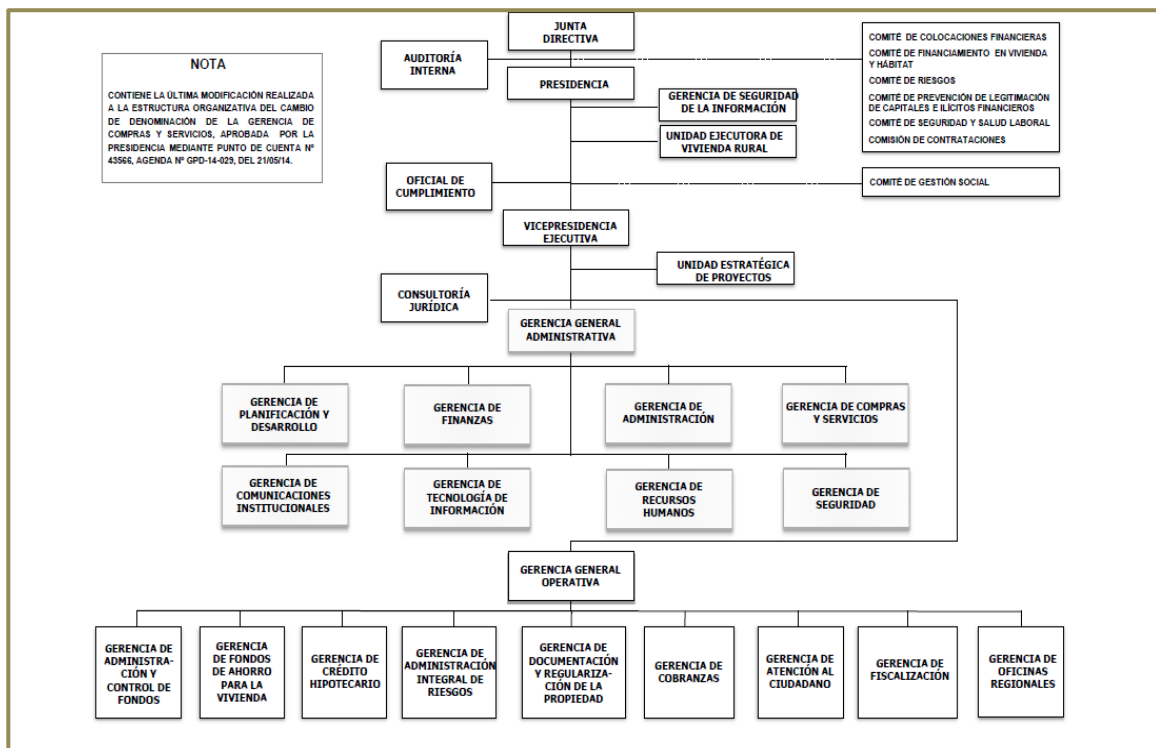 JUNTA
DIRECTIVA
AUDITORÍA
INTERNA
NOTA
CONTIENE LA ÚLTIMA MODIFICACIÓN REALIZADA
A LA ESTRUCTURA ORGANIZATIVA DEL CAMBIO
DE DENOMINACIÓN DE LA GERENCIA DE
COMPRAS Y SERVICIOS, APROBADA POR LA
PRESIDENCIA MEDIANTE PUNTO DE CUENTA Nº
43566, AGENDA Nº GPD-14-029, DEL 21/05/14.
COMITÉ DE COLOCACIONES FINANCIERAS
COMITÉ DE FINANCIAMIENTO EN VIVIENDA
Y HÁBITAT
COMITÉ DE RIESGOS
COMITÉ DE PREVENCIÓN DE LEGITIMACIÓN
DE CAPITALES E ILÍCITOS FINANCIEROS
COMITÉ DE SEGURIDAD Y SALUD LABORAL
COMISIÓN DE CONTRATACIONES
PRESIDENCIA
GERENCIA DE SEGURIDAD
DE LA INFORMACIÓN
UNIDAD EJECUTORA DE
VIVIENDA RURAL
OFICIAL DE
CUMPLIMIENTO
COMITÉ DE GESTIÓN SOCIAL
VICEPRESIDENCIA
EJECUTIVA
UNIDAD ESTRATÉGICA
DE PROYECTOS
CONSULTORÍA
JURÍDICA
GERENCIA GENERAL
ADMINISTRATIVA
GERENCIA DE
PLANIFICACIÓN Y
DESARROLLO
GERENCIA DE
FINANZAS
GERENCIA DE
ADMINISTRACIÓN
GERENCIA DE COMPRAS
Y SERVICIOS
GERENCIA DE
COMUNICACIONES
INSTITUCIONALES
GERENCIA DE
TECNOLOGÍA DE
INFORMACIÓN
GERENCIA DE
RECURSOS
HUMANOS
GERENCIA DE
SEGURIDAD
GERENCIA GENERAL
OPERATIVA
GERENCIA DE
ADMINISTRA-
CIÓN Y
CONTROL DE
FONDOS
GERENCIA
DE FONDOS
DE AHORRO
PARA LA
VIVIENDA
GERENCIA DE
CRÉDITO
HIPOTECARIO
GERENCIA DE
ADMINISTRACIÓN
INTEGRAL DE
RIESGOS
GERENCIA DE
DOCUMENTACIÓN
Y REGULARIZA-
CIÓN DE LA
PROPIEDAD
GERENCIA DE
COBRANZAS
GERENCIA DE
ATENCIÓN AL
CIUDADANO
GERENCIA DE
FISCALIZACIÓN
GERENCIA DE
OFICINAS
REGIONALES